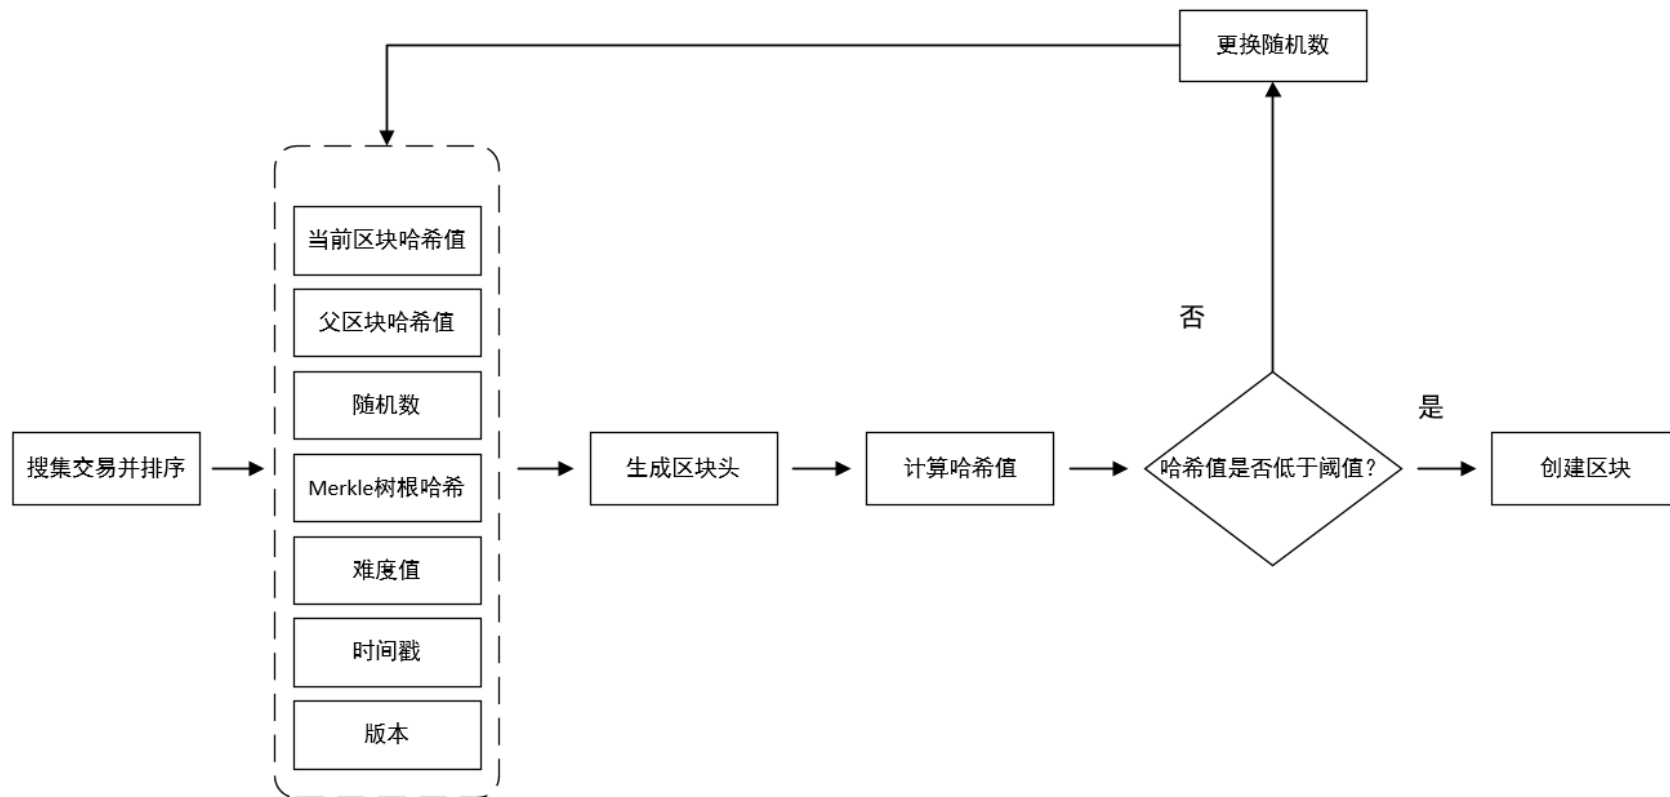 更换随机数
当前区块哈希值
父区块哈希值
随机数
Merkle树根哈希
难度值
时间戳
版本
搜集交易并排序
生成区块头
计算哈希值
哈希值是否低于阈值？
否
是
创建区块